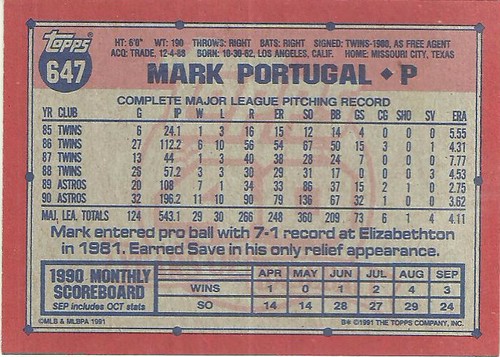 topps
647
HT: 6'0" WT: 190 THROWS: RIGHT BATS: RIGHT SIGNED: TWINS-1980, AS FREE AGENT
ACQ: TRADE, 12-4-88 BORN: 10-30-62, LOS ANGELES, CALIF. HOME: MISSOURI CITY, TEXAS
MARK PORTUGAL • P
COMPLETE MAJOR LEAGUE PITCHING RECORD
YR CLUB G IP W L R ER SO BB GS CG SHO SV ERA
85 TWINS 6 24.1 1 3 16 15 12 14 4 0 0 0 5.55
86 TWINS 27 112.2 6 10 56 54 67 50 15 3 0 1 4.31
87 TWINS 13 44 1 3 40 38 28 24 7 0 0 0 7.77
88 TWINS 26 57.2 3 3 30 29 31 17 0 0 0 3 4.53
89 ASTROS 20 108 7 1 34 33 86 37 15 2 1 0 2.75
90 ASTROS 32 196.2 11 10 90 79 136 67 32 1 0 0 3.62
MAJ. LEA. TOTALS 124 543.1 29 30 266 248 360 209 73 6 1 4 4.11
Mark entered pro ball with 7-1 record at Elizabethton
in 1981. Earned Save in his only relief appearance.
1990 MONTHLY
SCOREBOARD
SEP includes OCT stats
APR MAY JUN JUL AUG SEP
WINS 1 0 1 2 4 3
SO 14 14 28 27 29 24
©MLB & MLBPA 1991
B* ©1991 THE TOPPS COMPANY, INC.